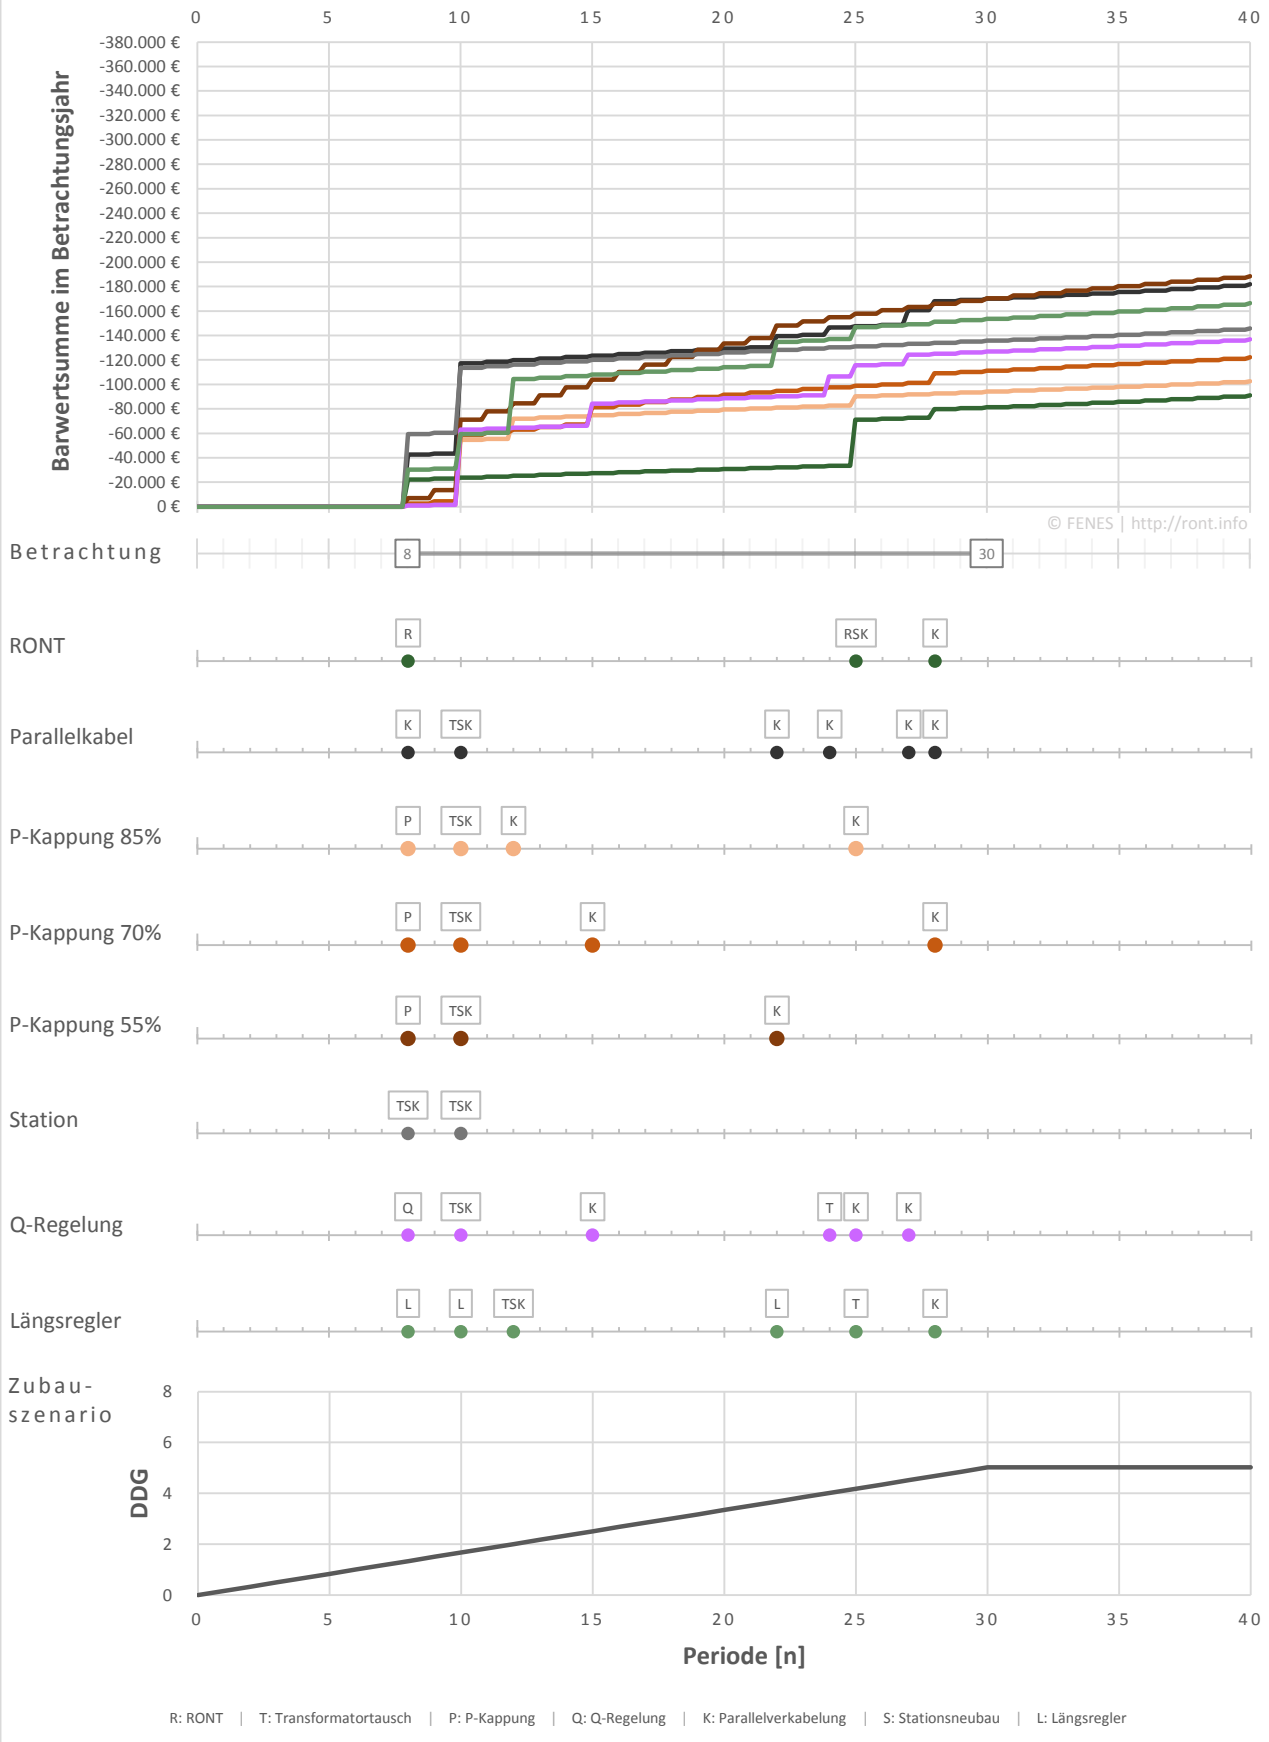 0 5 10 15 20 25 30 35 40
Barwertsumme im Betrachtungsjahr
-380.000 €
-360.000 €
-340.000 €
-320.000 €
-300.000 €
-280.000 €
-260.000 €
-240.000 €
-220.000 €
-200.000 €
-180.000 €
-160.000 €
-140.000 €
-120.000 €
-100.000 €
-80.000 €
-60.000 €
-40.000 €
-20.000 €
0 €
© FENES | http://ront.info
Betrachtung 8 30
RONT R RSK K
Parallelkabel K TSK K K K K
P-Kappung 85% P TSK K K
P-Kappung 70% P TSK K K
P-Kappung 55% P TSK K
Station TSK TSK
Q-Regelung Q TSK K T K K
Längsregler L L TSK L T K
Zubau-
szenario
DDG
8
6
4
2
0
0 5 10 15 20 25 30 35 40
Periode [n]
R: RONT | T: Transformatortausch | P: P-Kappung | Q: Q-Regelung | K: Parallelverkabelung | S: Stationsneubau | L: Längsregler